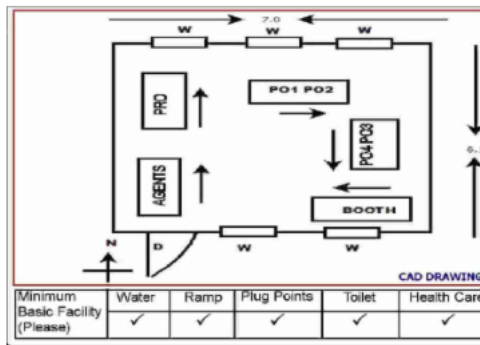 7.0
W W W
PRO
PO1 PO2
PO4 PO3
AGENTS
BOOTH
N
D
W W
CAD DRAWING
Minimum Basic Facility (Please) Water Ramp Plug Points Toilet Health Care
✓ ✓ ✓ ✓ ✓